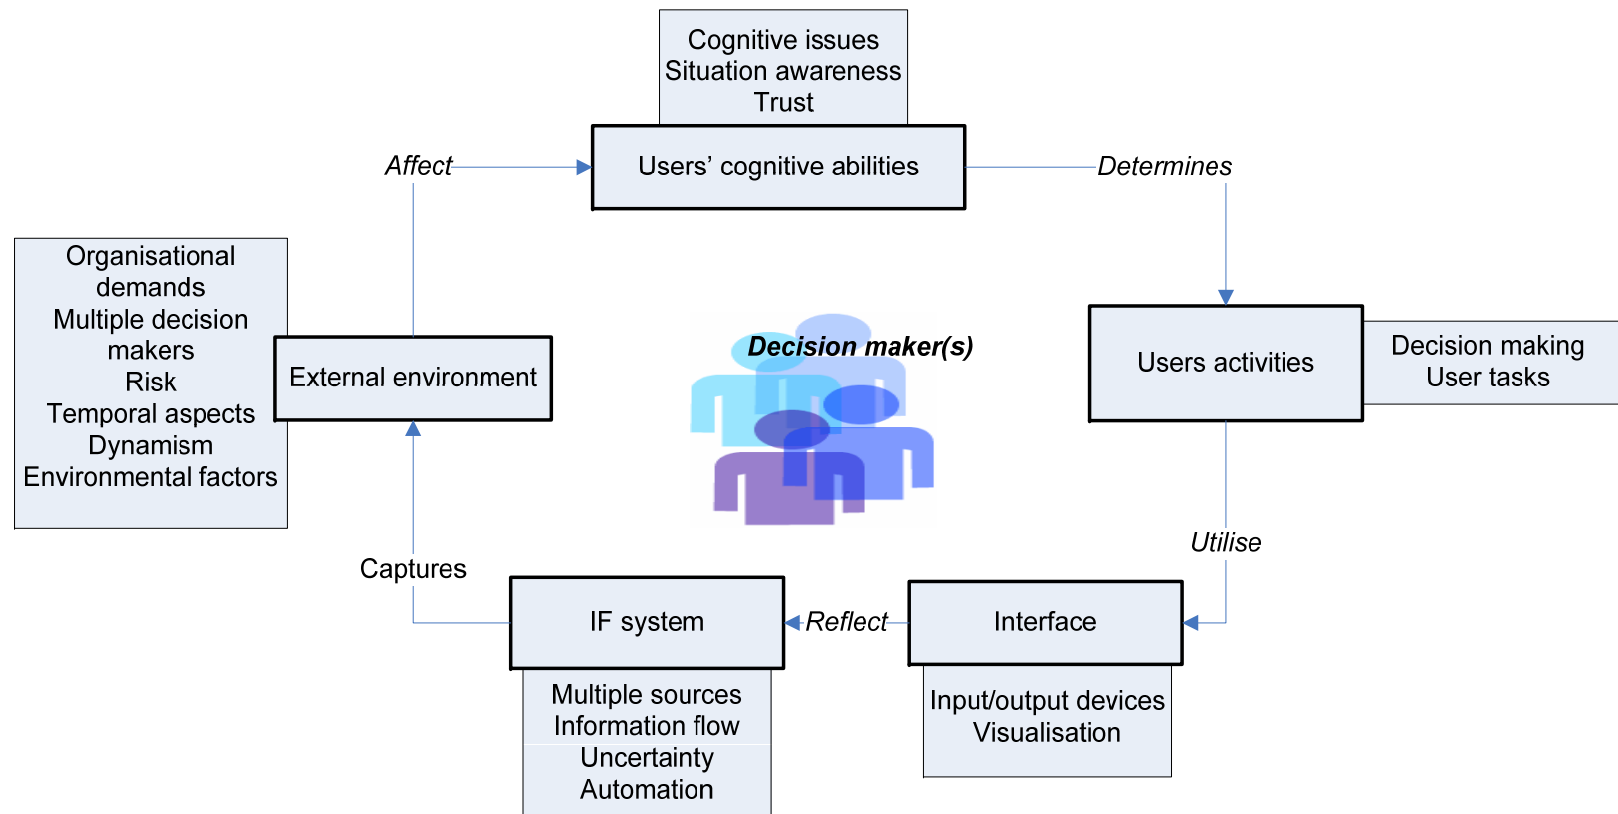 Cognitive issues
Situation awareness
Trust
Users’ cognitive abilities
Affect
Determines
Organisational
demands
Multiple decision
makers
Risk
Temporal aspects
Dynamism
Environmental factors
External environment
Decision maker(s)
Users activities
Decision making
User tasks
Utilise
Captures
IF system
Reflect
Interface
Multiple sources
Information flow
Uncertainty
Automation
Input/output devices
Visualisation